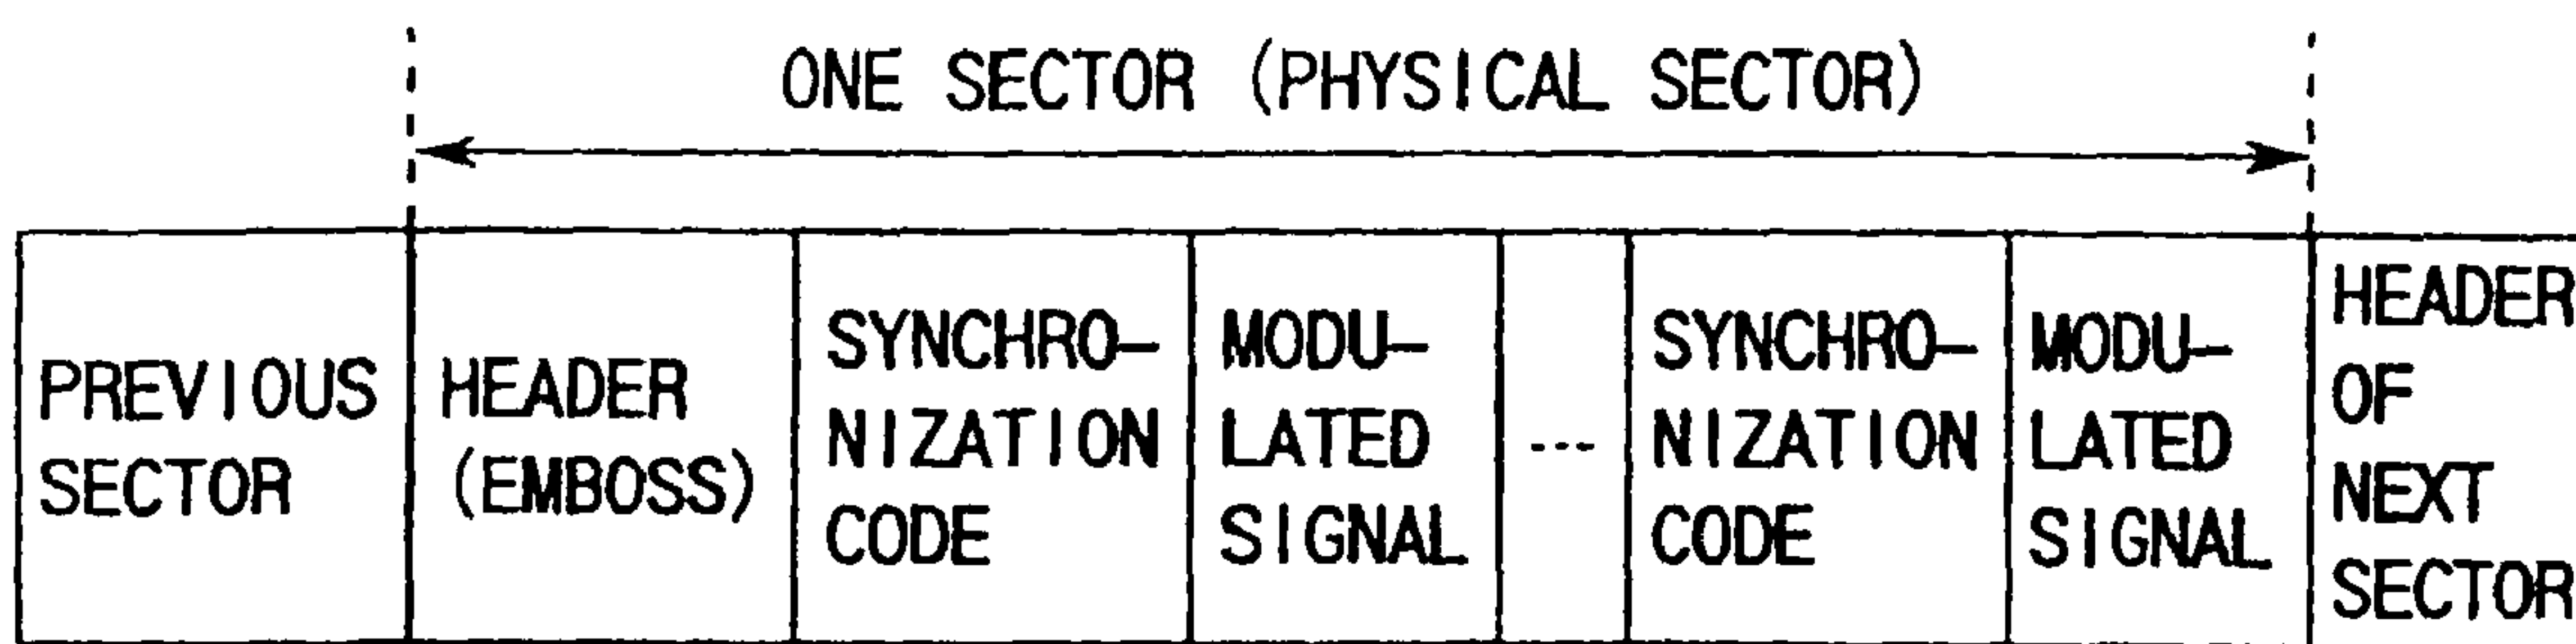 ONE SECTOR (PHYSICAL SECTOR)
PREVIOUS
SECTOR
HEADER
(EMBOSS)
SYNCHRO-
NIZATION
CODE
MODU-
LATED
SIGNAL
---
SYNCHRO-
NIZATION
CODE
MODU-
LATED
SIGNAL
HEADER
OF
NEXT
SECTOR